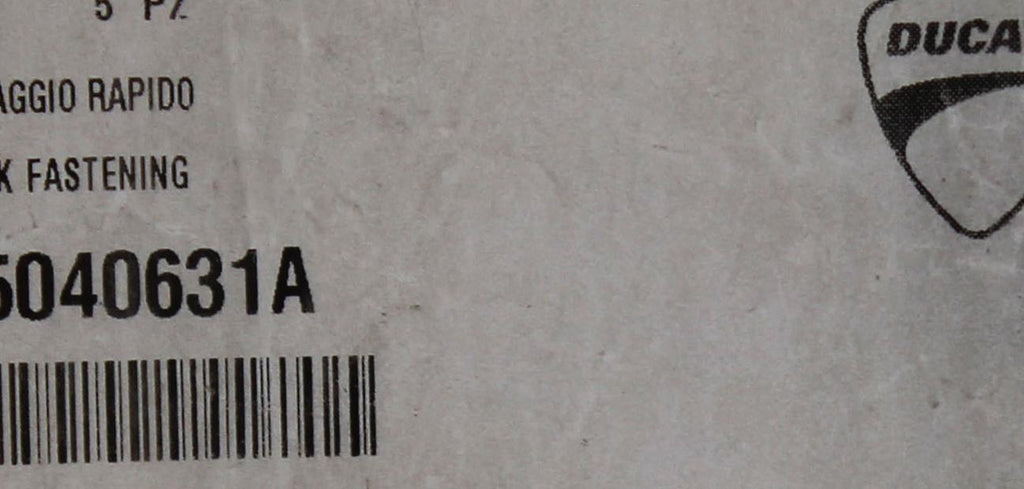 5 PZ
DUCA
AGGIO RAPIDO
K FASTENING
5040631A